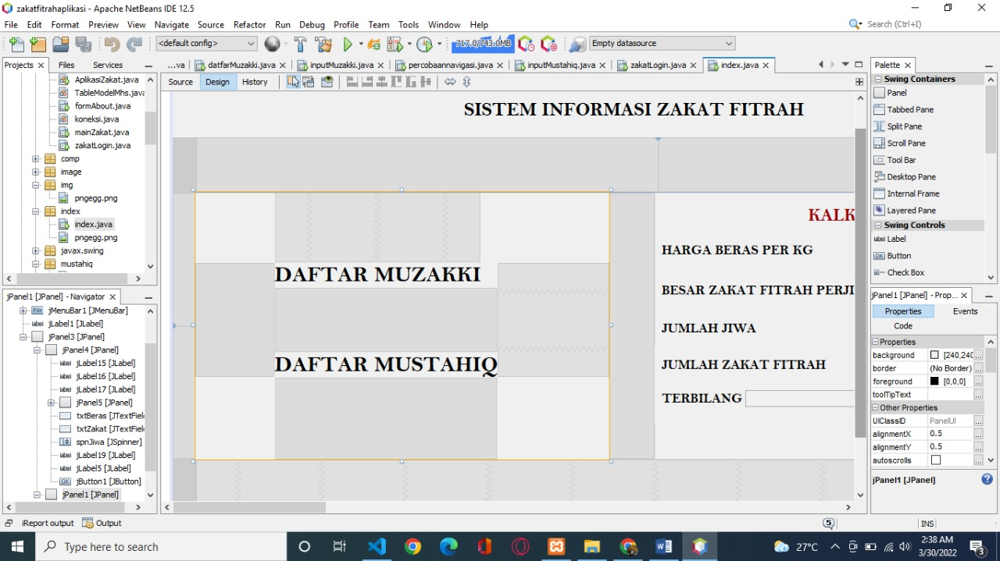 zakatfitrahaplikasi - Apache NetBeans IDE 12.5
File Edit Format Preview View Navigate Source Refactor Run Debug Profile Team Tools Window Help
Search (Ctrl+I)
<default config>
717.0/743.0MB
Empty datasource
Projects Files Services
...va datfarMuzakki.java inputMuzakki.java percobaannavigasi.java inputMustahiq.java zakatLogin.java index.java
Source Design History
AplikasiZakat.java
TableModelMhs.java
formAbout.java
koneksi.java
mainZakat.java
zakatLogin.java
comp
image
img
pngegg.png
index
index.java
pngegg.png
javax.swing
mustahiq
jPanel1 [JPanel] - Navigator
jMenuBar1 [JMenuBar]
jLabel1 [JLabel]
jPanel3 [JPanel]
jPanel4 [JPanel]
jLabel15 [JLabel]
jLabel16 [JLabel]
jLabel17 [JLabel]
jPanel5 [JPanel]
txtBeras [JTextField
txtZakat [JTextField
spnJiwa [JSpinner]
jLabel19 [JLabel]
jLabel5 [JLabel]
jButton1 [JButton]
jPanel1 [JPanel]
SISTEM INFORMASI ZAKAT FITRAH
DAFTAR MUZAKKI
DAFTAR MUSTAHIQ
KALK
HARGA BERAS PER KG
BESAR ZAKAT FITRAH PERJI
JUMLAH JIWA
JUMLAH ZAKAT FITRAH
TERBILANG
Palette
Swing Containers
Panel
Tabbed Pane
Split Pane
Scroll Pane
Tool Bar
Desktop Pane
Internal Frame
Layered Pane
Swing Controls
label Label
OK Button
Check Box
jPanel1 [JPanel] - Prop...
Properties Events
Code
Properties
background [240,240
border (No Border)
foreground [0,0,0]
toolTipText
Other Properties
UIClassID PanelUI
alignmentX 0.5
alignmentY 0.5
autoscrolls
jPanel1 [JPanel]
iReport output Output
5
INS
Type here to search
27°C
2:38 AM
3/30/2022
3